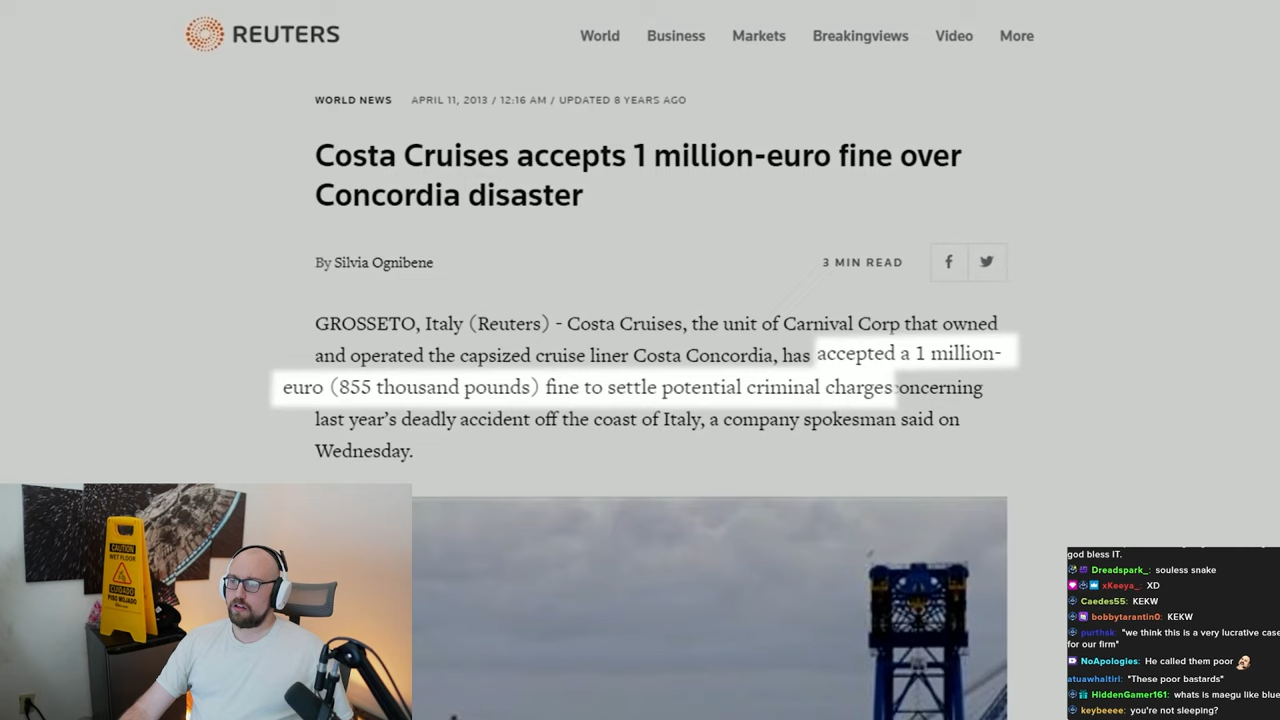 REUTERS
World Business Markets Breakingviews Video More
WORLD NEWS APRIL 11, 2013 / 12:16 AM / UPDATED 8 YEARS AGO
Costa Cruises accepts 1 million-euro fine over
Concordia disaster
By Silvia Ognibene
3 MIN READ
GROSSETO, Italy (Reuters) - Costa Cruises, the unit of Carnival Corp that owned
and operated the capsized cruise liner Costa Concordia, has accepted a 1 million-
euro (855 thousand pounds) fine to settle potential criminal charges concerning
last year's deadly accident off the coast of Italy, a company spokesman said on
Wednesday.
CAUTION
WET FLOOR
CUIDADO
PISO MOJADO
god bless IT.
Dreadspark_: souless snake
xKeeya_: XD
Caedes55: KEKW
bobbytarantin0: KEKW
purthsk: "we think this is a very lucrative case
for our firm"
NoApologies: He called them poor
atuawhaitiri: "These poor bastards"
HiddenGamer161: whats is maegu like blue
keybeeee: you're not sleeping?